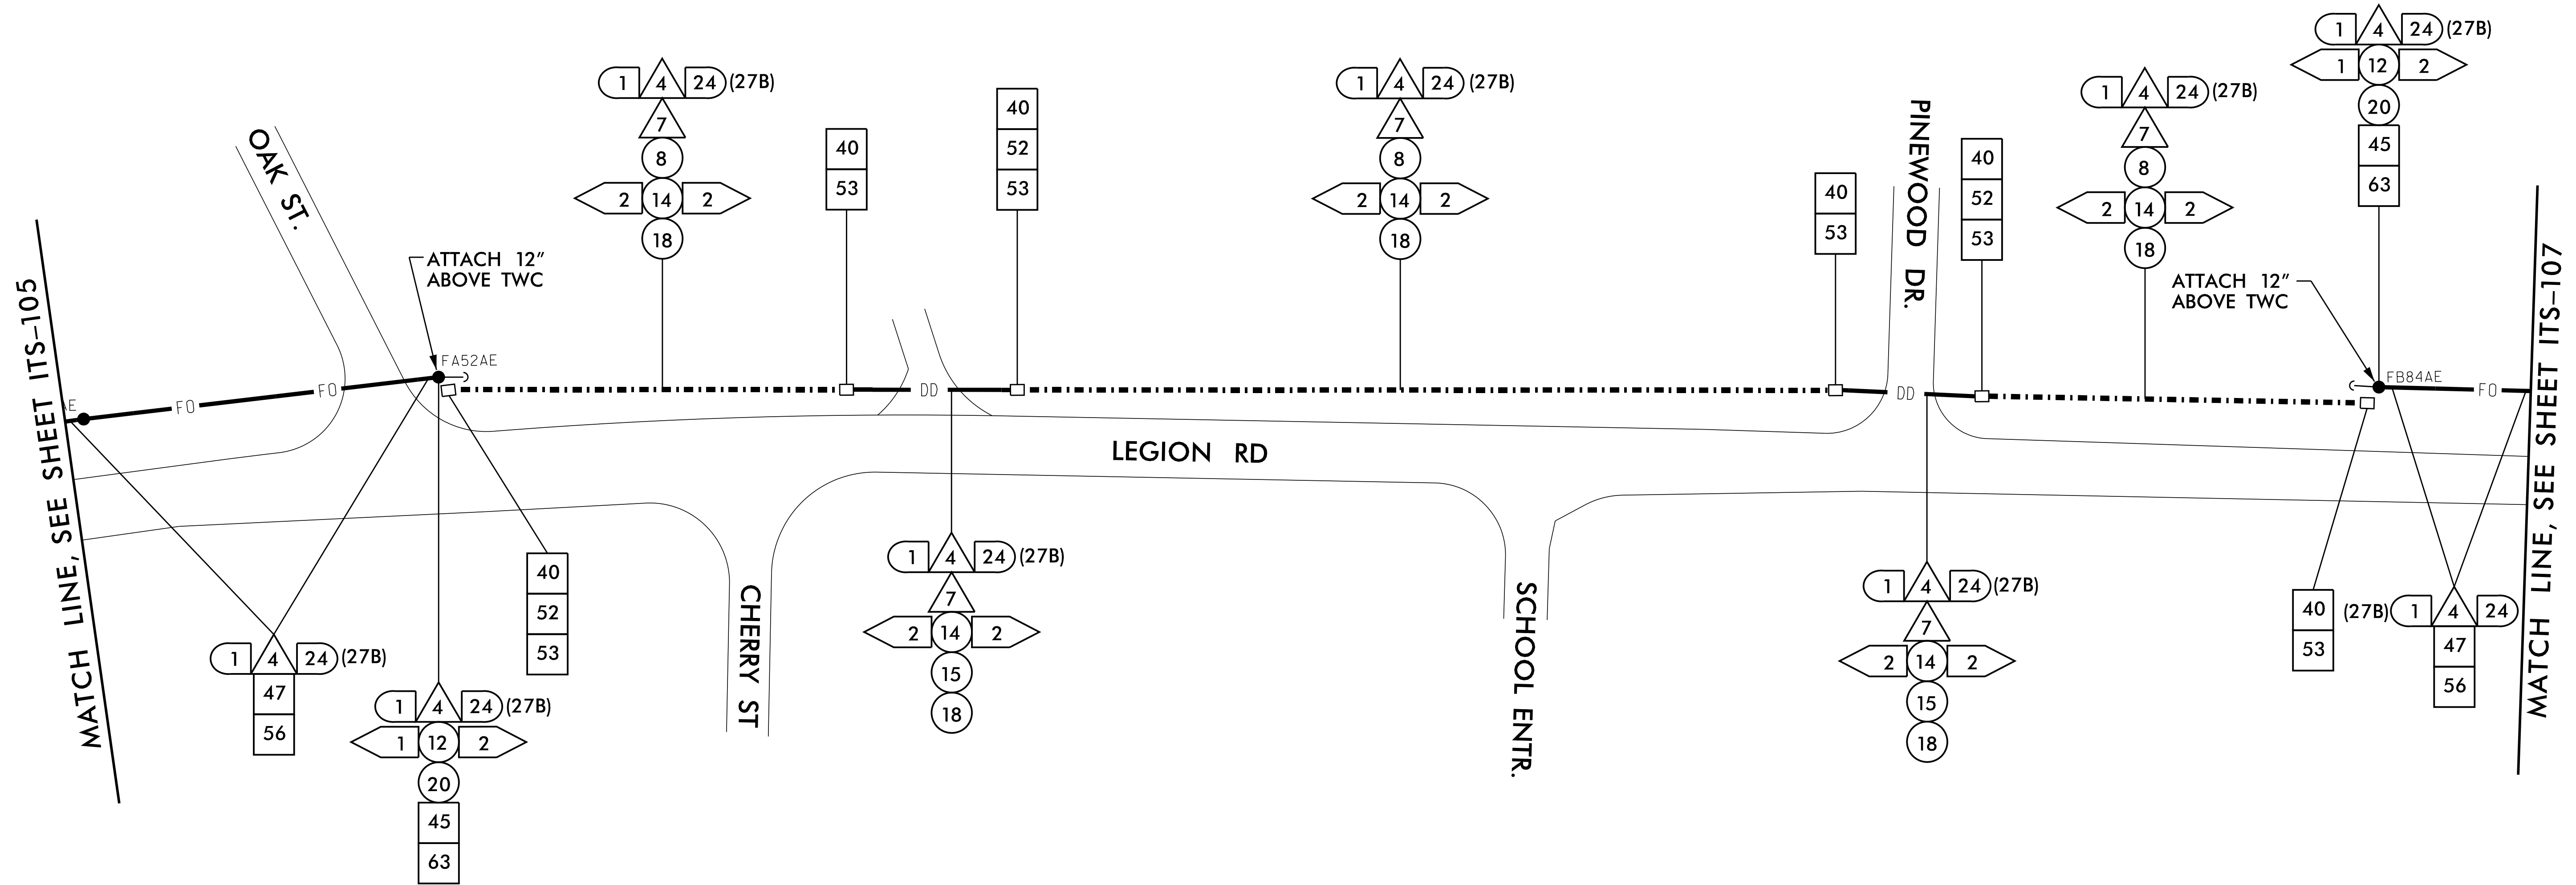 1 4 24 (27B)
1 12 2
20
45
63
1 4 24 (27B)
7
8
2 14 2
18
40
53
40
52
53
1 4 24 (27B)
7
8
2 14 2
18
40
53
PINEWOOD DR.
40
52
53
1 4 24 (27B)
7
8
2 14 2
18
OAK ST.
ATTACH 12"
ABOVE TWC
ATTACH 12"
ABOVE TWC
MATCH LINE, SEE SHEET ITS-105
FO
FO
FA52AE
DD
DD
FB84AE
FO
MATCH LINE, SEE SHEET ITS-107
LEGION RD
CHERRY ST
SCHOOL ENTR.
1 4 24 (27B)
47
56
1 4 24 (27B)
1 12 2
20
45
63
40
52
53
1 4 24 (27B)
7
2 14 2
15
18
1 4 24 (27B)
7
2 14 2
15
18
40
53
(27B) 1 4 24
47
56